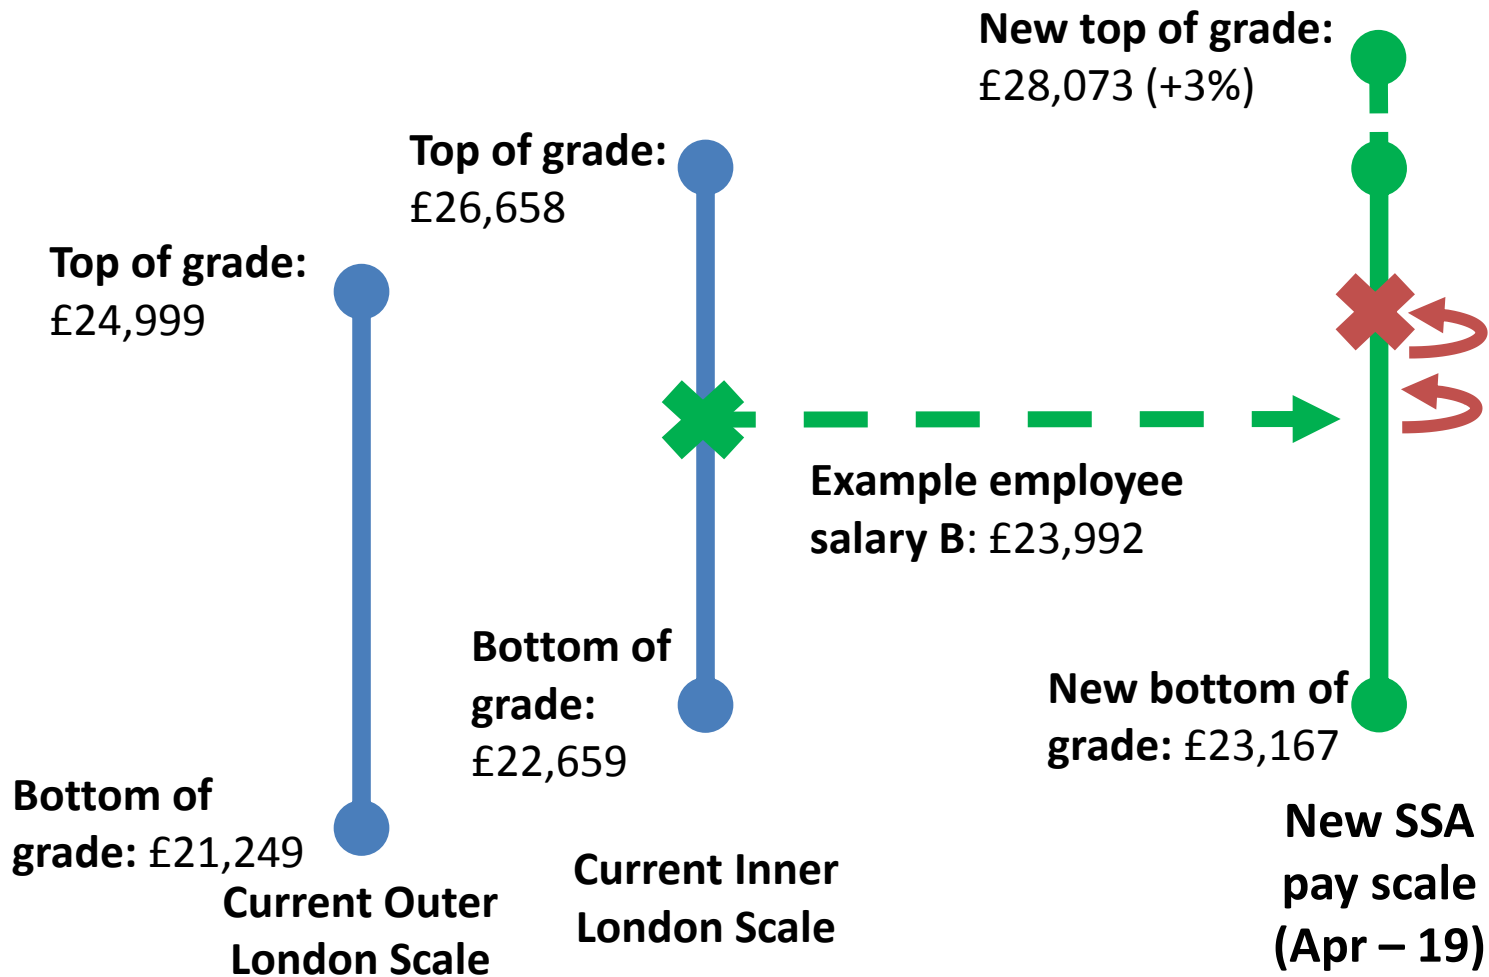 New top of grade:
£28,073 (+3%)
Top of grade:
£26,658
Top of grade:
£24,999
Example employee
salary B: £23,992
Bottom of
grade:
£22,659
New bottom of
grade: £23,167
Bottom of
grade: £21,249
Current Outer
London Scale
Current Inner
London Scale
New SSA
pay scale
(Apr – 19)